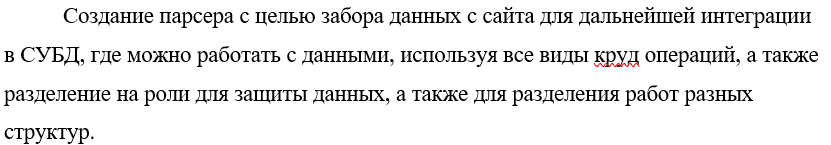 Создание парсера с целью забора данных с сайта для дальнейшей интеграции
в СУБД, где можно работать с данными, используя все виды круд операций, а также
разделение на роли для защиты данных, а также для разделения работ разных
структур.